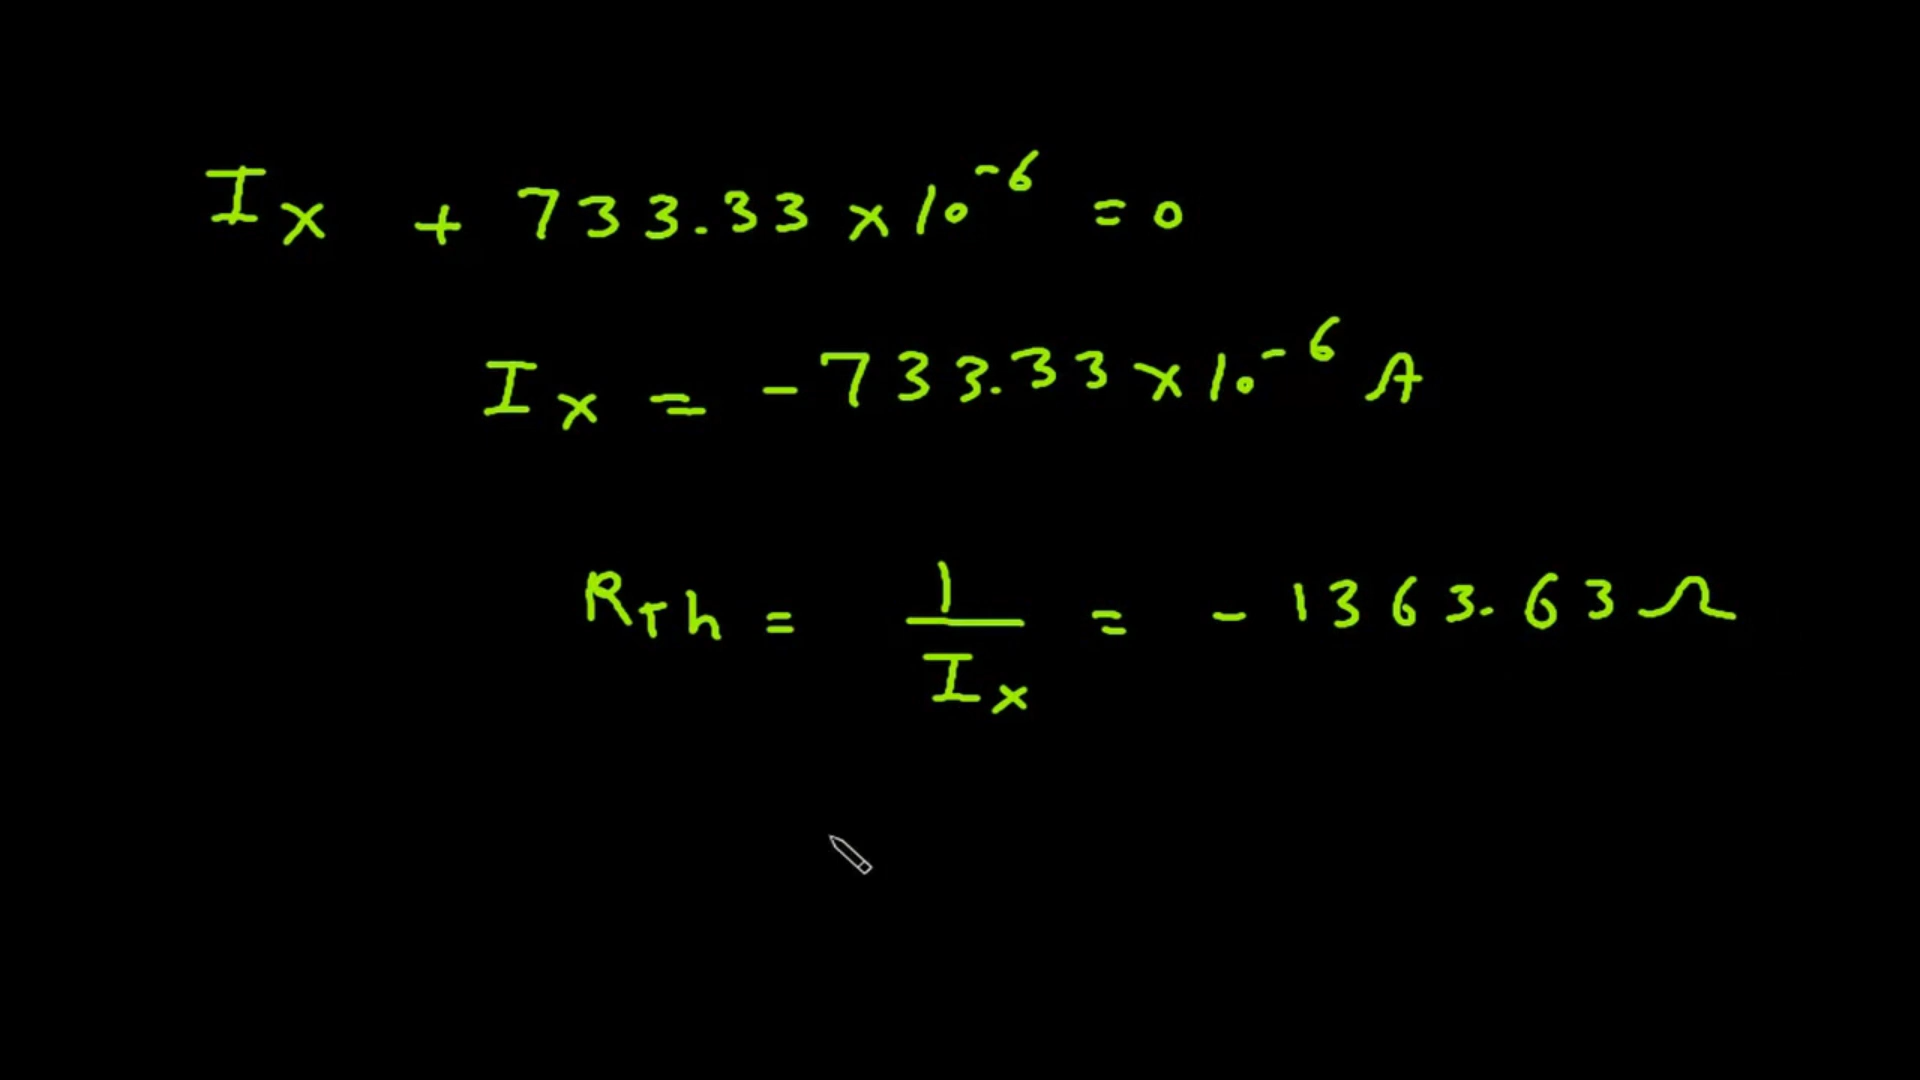 Ix + 733.33 x 10⁻⁶ = 0
Ix = - 733.33 x 10⁻⁶ A
RTh = 1/Ix = - 1363.63 Ω